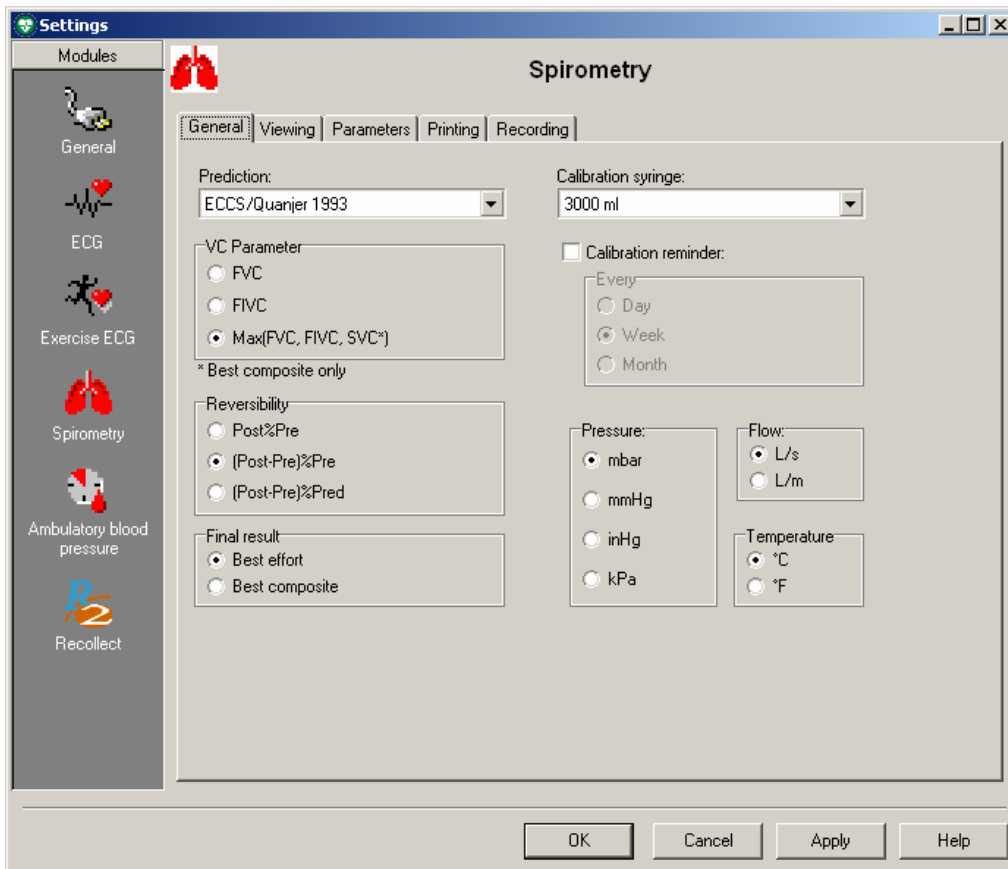 Settings
Modules
General
ECG
Exercise ECG
Spirometry
Ambulatory blood
pressure
Recollect
Spirometry
General Viewing Parameters Printing Recording
Prediction:
ECCS/Quanjer 1993
VC Parameter
FVC
FIVC
Max(FVC, FIVC, SVC*)
* Best composite only
Reversibility
Post%Pre
(Post-Pre)%Pre
(Post-Pre)%Pred
Final result
Best effort
Best composite
Calibration syringe:
3000 ml
Calibration reminder:
Every
Day
Week
Month
Pressure:
mbar
mmHg
inHg
kPa
Flow:
L/s
L/m
Temperature
°C
°F
OK Cancel Apply Help